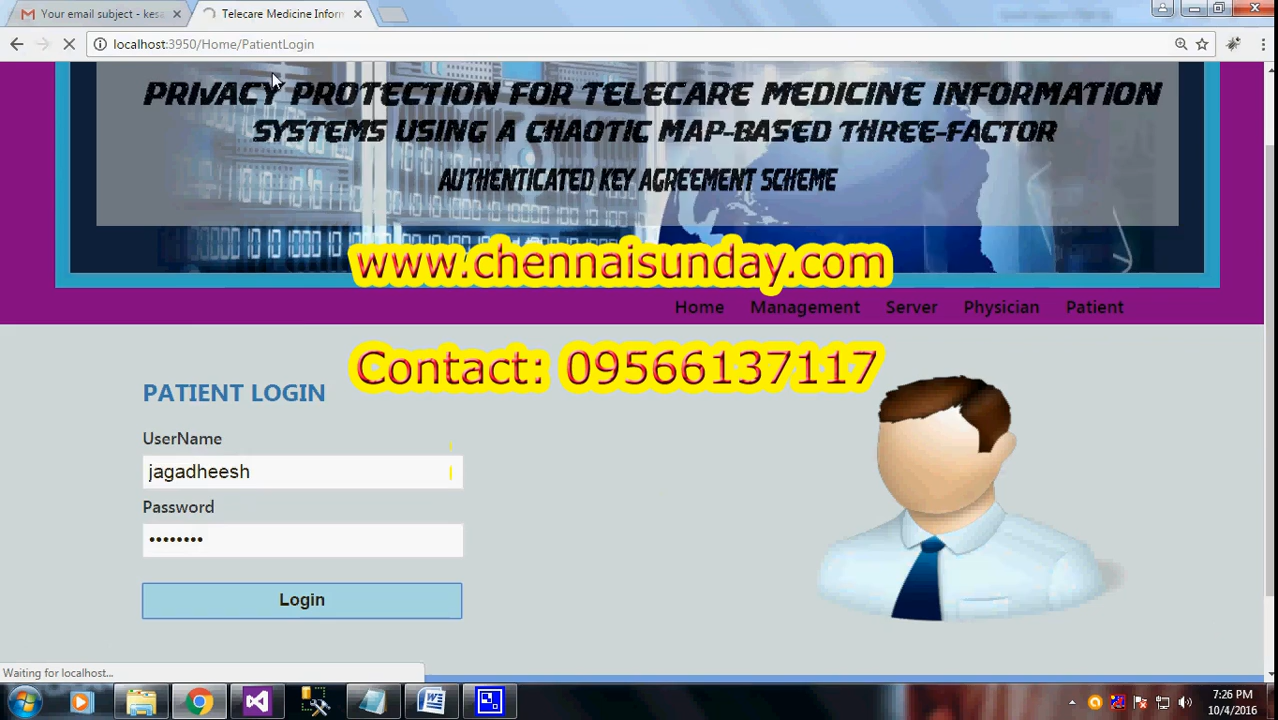 Your email subject - kesa
Telecare Medicine Inform
localhost:3950/Home/PatientLogin
PRIVACY PROTECTION FOR TELECARE MEDICINE INFORMATION
SYSTEMS USING A CHAOTIC MAP-BASED THREE-FACTOR
AUTHENTICATED KEY AGREEMENT SCHEME
www.chennaisunday.com
Home Management Server Physician Patient
Contact: 09566137117
PATIENT LOGIN
UserName
jagadheesh
Password
••••••••
Login
Waiting for localhost...
7:26 PM
10/4/2016